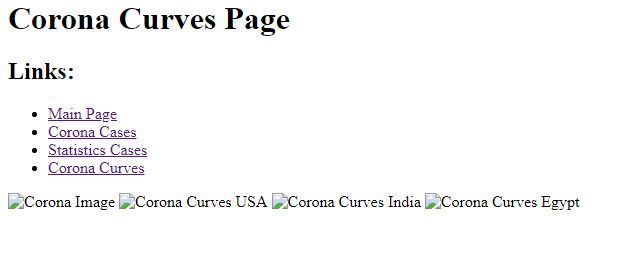 Corona Curves Page
Links:
Main Page
Corona Cases
Statistics Cases
Corona Curves
Corona Image Corona Curves USA Corona Curves India Corona Curves Egypt